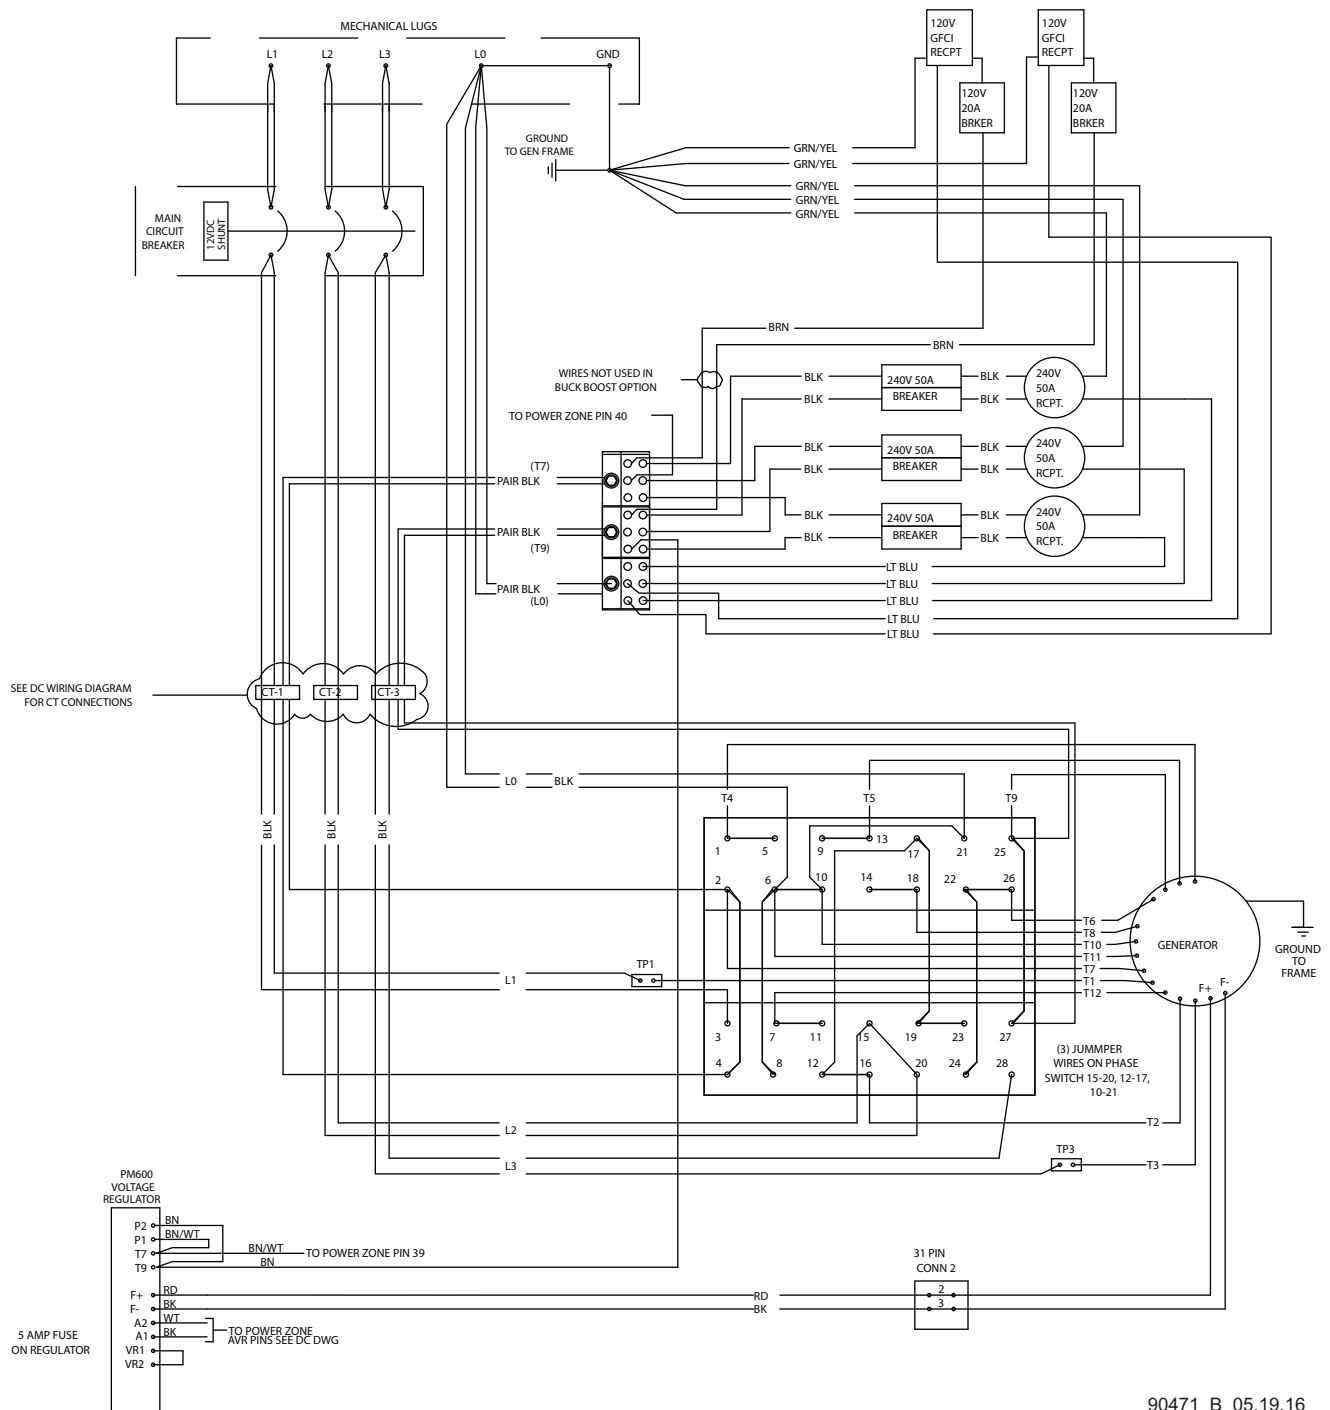 MECHANICAL LUGS
L1
L2
L3
L0
GND
120V
GFCI
RECPT
120V
GFCI
RECPT
120V
20A
BRKER
120V
20A
BRKER
GROUND
TO GEN FRAME
GRN/YEL
GRN/YEL
GRN/YEL
GRN/YEL
GRN/YEL
MAIN
CIRCUIT
BREAKER
12VDC
SHUNT
BRN
BRN
WIRES NOT USED IN
BUCK BOOST OPTION
TO POWER ZONE PIN 40
BLK
240V 50A
BREAKER
BLK
240V
50A
RCPT.
BLK
BLK
BLK
240V 50A
BREAKER
BLK
240V
50A
RCPT.
BLK
BLK
BLK
240V 50A
BREAKER
BLK
240V
50A
RCPT.
BLK
BLK
(T7)
PAIR BLK
PAIR BLK
(T9)
PAIR BLK
(L0)
LT BLU
LT BLU
LT BLU
LT BLU
LT BLU
SEE DC WIRING DIAGRAM
FOR CT CONNECTIONS
CT-1
CT-2
CT-3
L0
BLK
BLK
BLK
BLK
T4
T5
T9
1
5
9
13
17
21
25
2
6
10
14
18
22
26
T6
T8
T10
T11
T7
T1
T12
GENERATOR
F+
F-
GROUND
TO
FRAME
TP1
L1
3
7
11
15
19
23
27
4
8
12
16
20
24
28
(3) JUMMPER
WIRES ON PHASE
SWITCH 15-20, 12-17,
10-21
L2
T2
L3
TP3
T3
PM600
VOLTAGE
REGULATOR
P2
BN
P1
BN/WT
T7
BN/WT
TO POWER ZONE PIN 39
T9
BN
F+
RD
F-
BK
A2
WT
A1
BK
VR1
VR2
TO POWER ZONE
AVR PINS SEE DC DWG
5 AMP FUSE
ON REGULATOR
RD
BK
31 PIN
CONN 2
2
3
90471_B_05.19.16